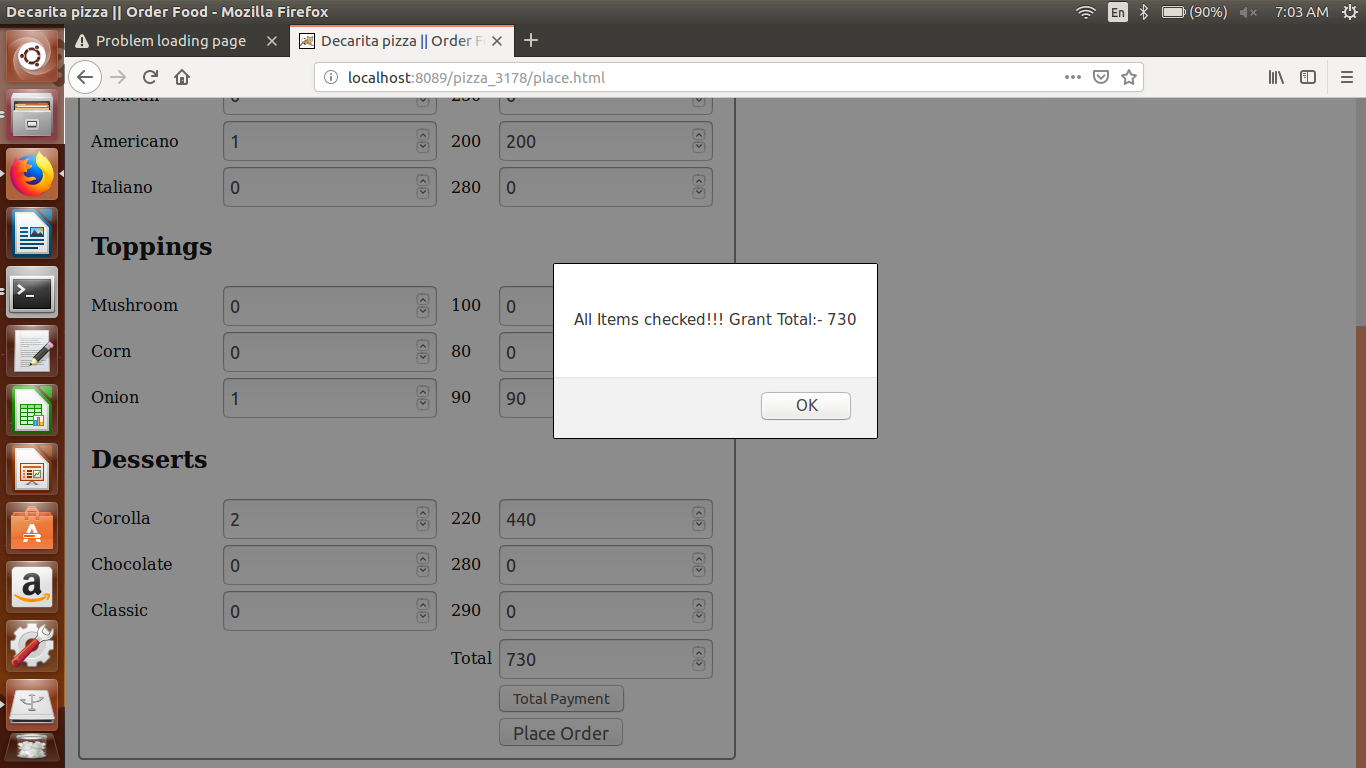 Decarita pizza || Order Food - Mozilla Firefox
En
(90%)
7:03 AM
Problem loading page
Decarita pizza || Order F
localhost:8089/pizza_3178/place.html
Mexican 0 250 0
Americano 1 200 200
Italiano 0 280 0
Toppings
Mushroom 0 100 0
Corn 0 80 0
Onion 1 90 90
All Items checked!!! Grant Total:- 730
OK
Desserts
Corolla 2 220 440
Chocolate 0 280 0
Classic 0 290 0
Total 730
Total Payment
Place Order